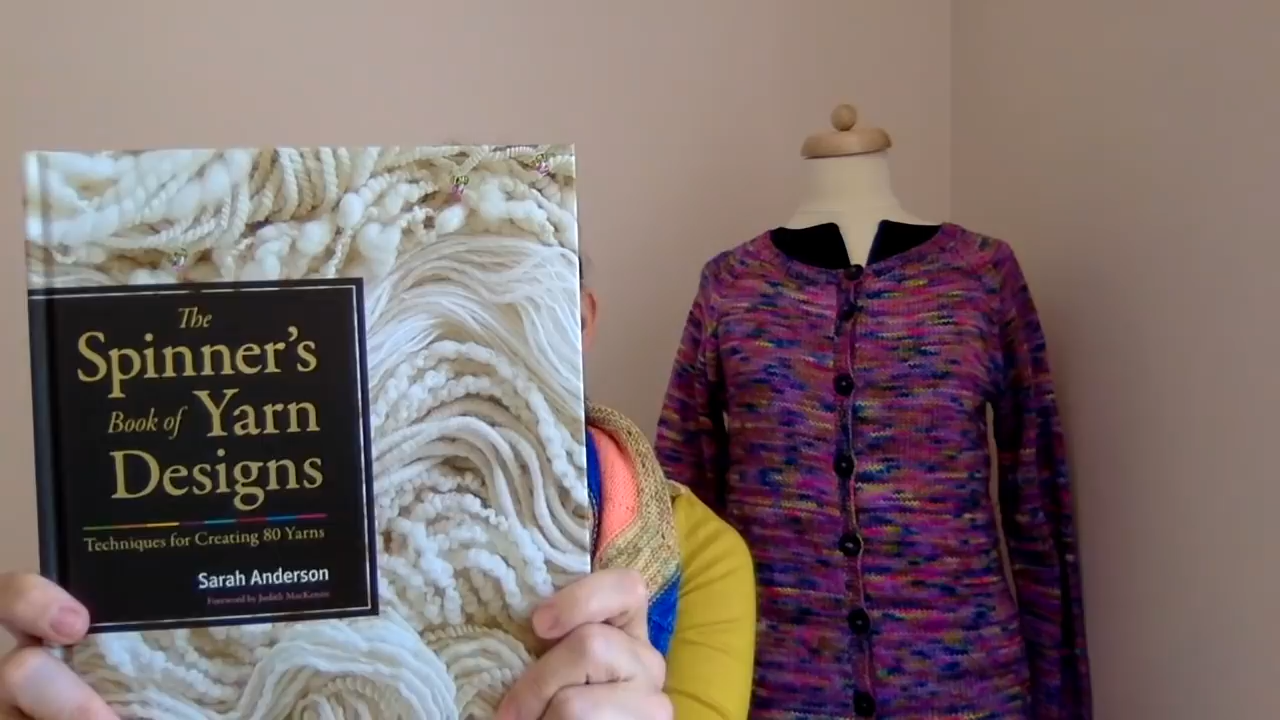 The
Spinner's
Book of Yarn
Designs
Techniques for Creating 80 Yarns
Sarah Anderson
Foreword by Judith MacKenzie